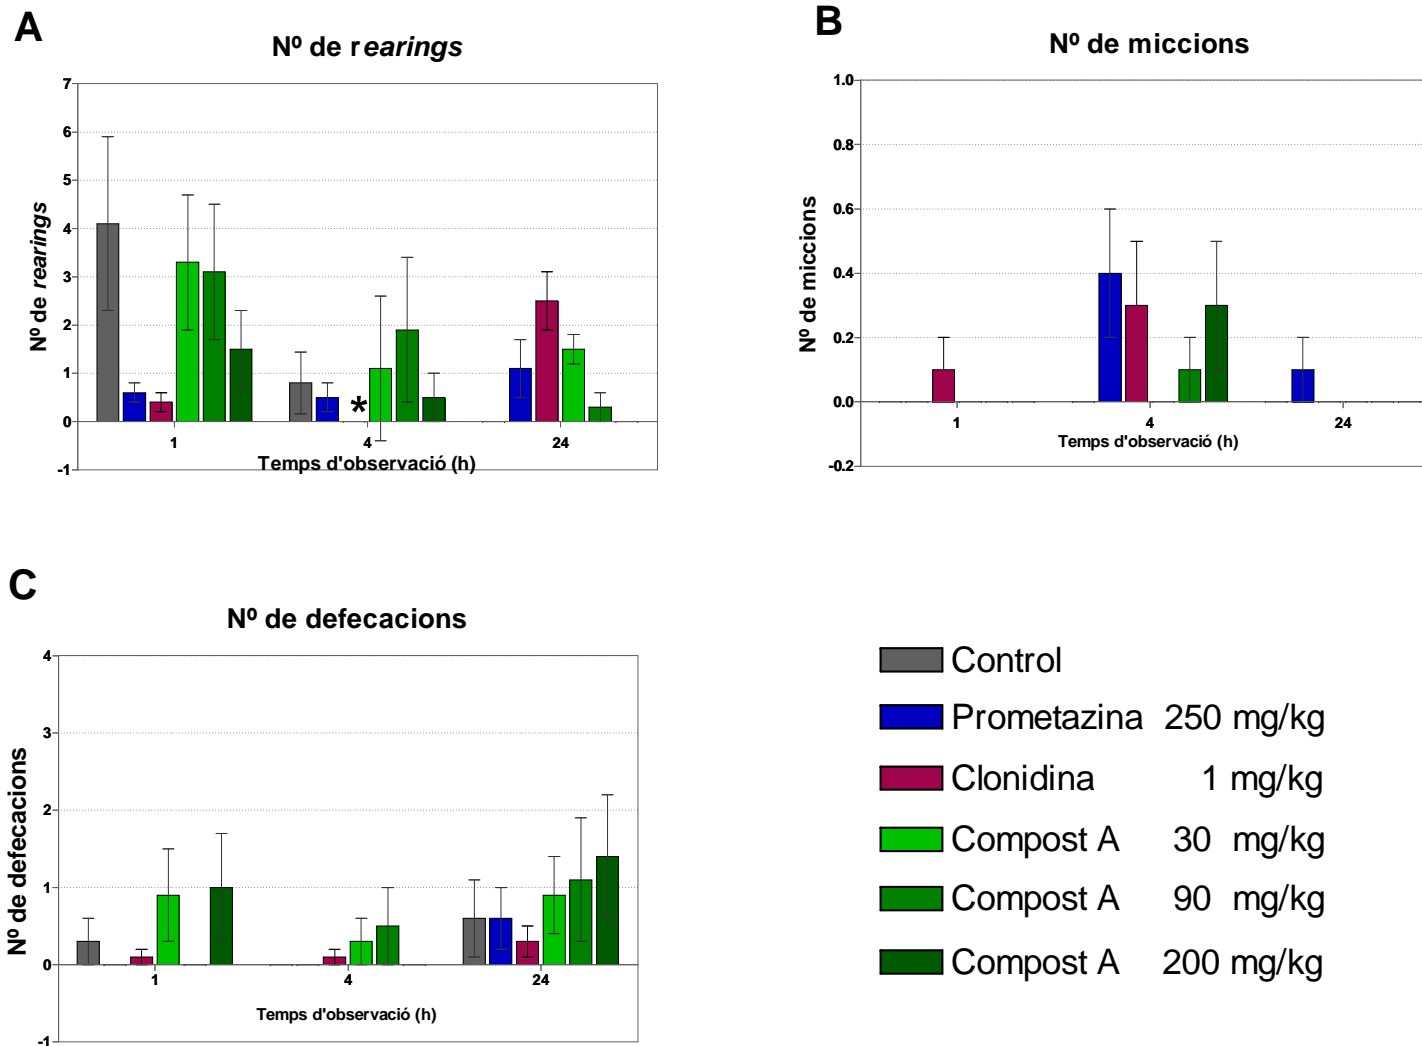 A
Nº de rearings
7
6
5
4
3
2
1
0
-1
Nº de rearings
*
1 4 24
Temps d'observació (h)
B
Nº de miccions
1.0
0.8
0.6
0.4
0.2
0.0
-0.2
Nº de miccions
1 4 24
Temps d'observació (h)
C
Nº de defecacions
4
3
2
1
0
-1
Nº de defecacions
1 4 24
Temps d'observació (h)
Control
Prometazina 250 mg/kg
Clonidina 1 mg/kg
Compost A 30 mg/kg
Compost A 90 mg/kg
Compost A 200 mg/kg